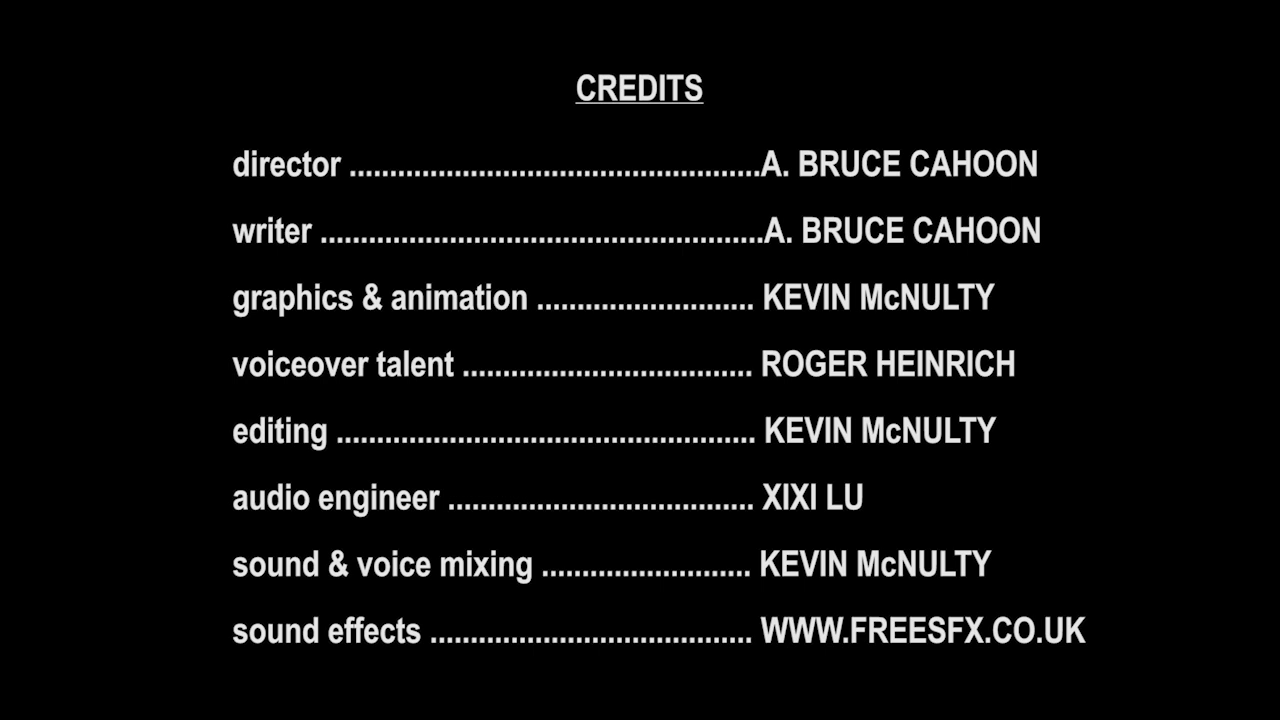 CREDITS
director ...................................................A. BRUCE CAHOON
writer .......................................................A. BRUCE CAHOON
graphics & animation ........................... KEVIN McNULTY
voiceover talent .................................... ROGER HEINRICH
editing .................................................... KEVIN McNULTY
audio engineer ...................................... XIXI LU
sound & voice mixing .......................... KEVIN McNULTY
sound effects ........................................ WWW.FREESFX.CO.UK